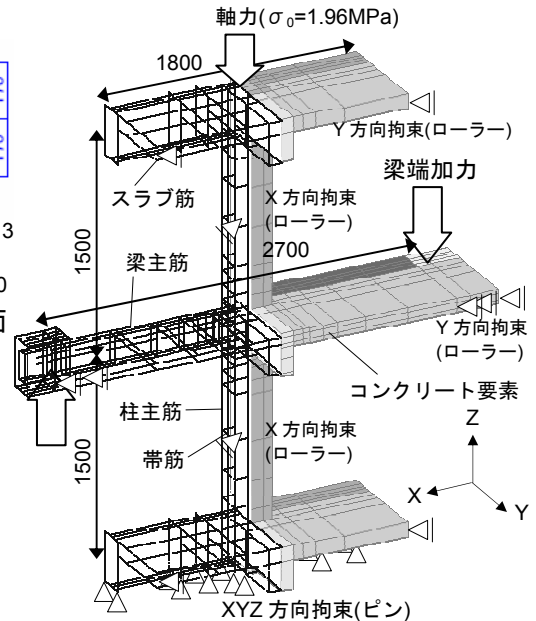 軸力(σ₀=1.96MPa)
1800
Y 方向拘束(ローラー)
スラブ筋
X 方向拘束
(ローラー)
梁端加力
3
1500
2700
梁主筋
0
面
Y 方向拘束
(ローラー)
コンクリート要素
柱主筋
X 方向拘束
(ローラー)
帯筋
1500
Z
X
Y
XYZ 方向拘束(ピン)